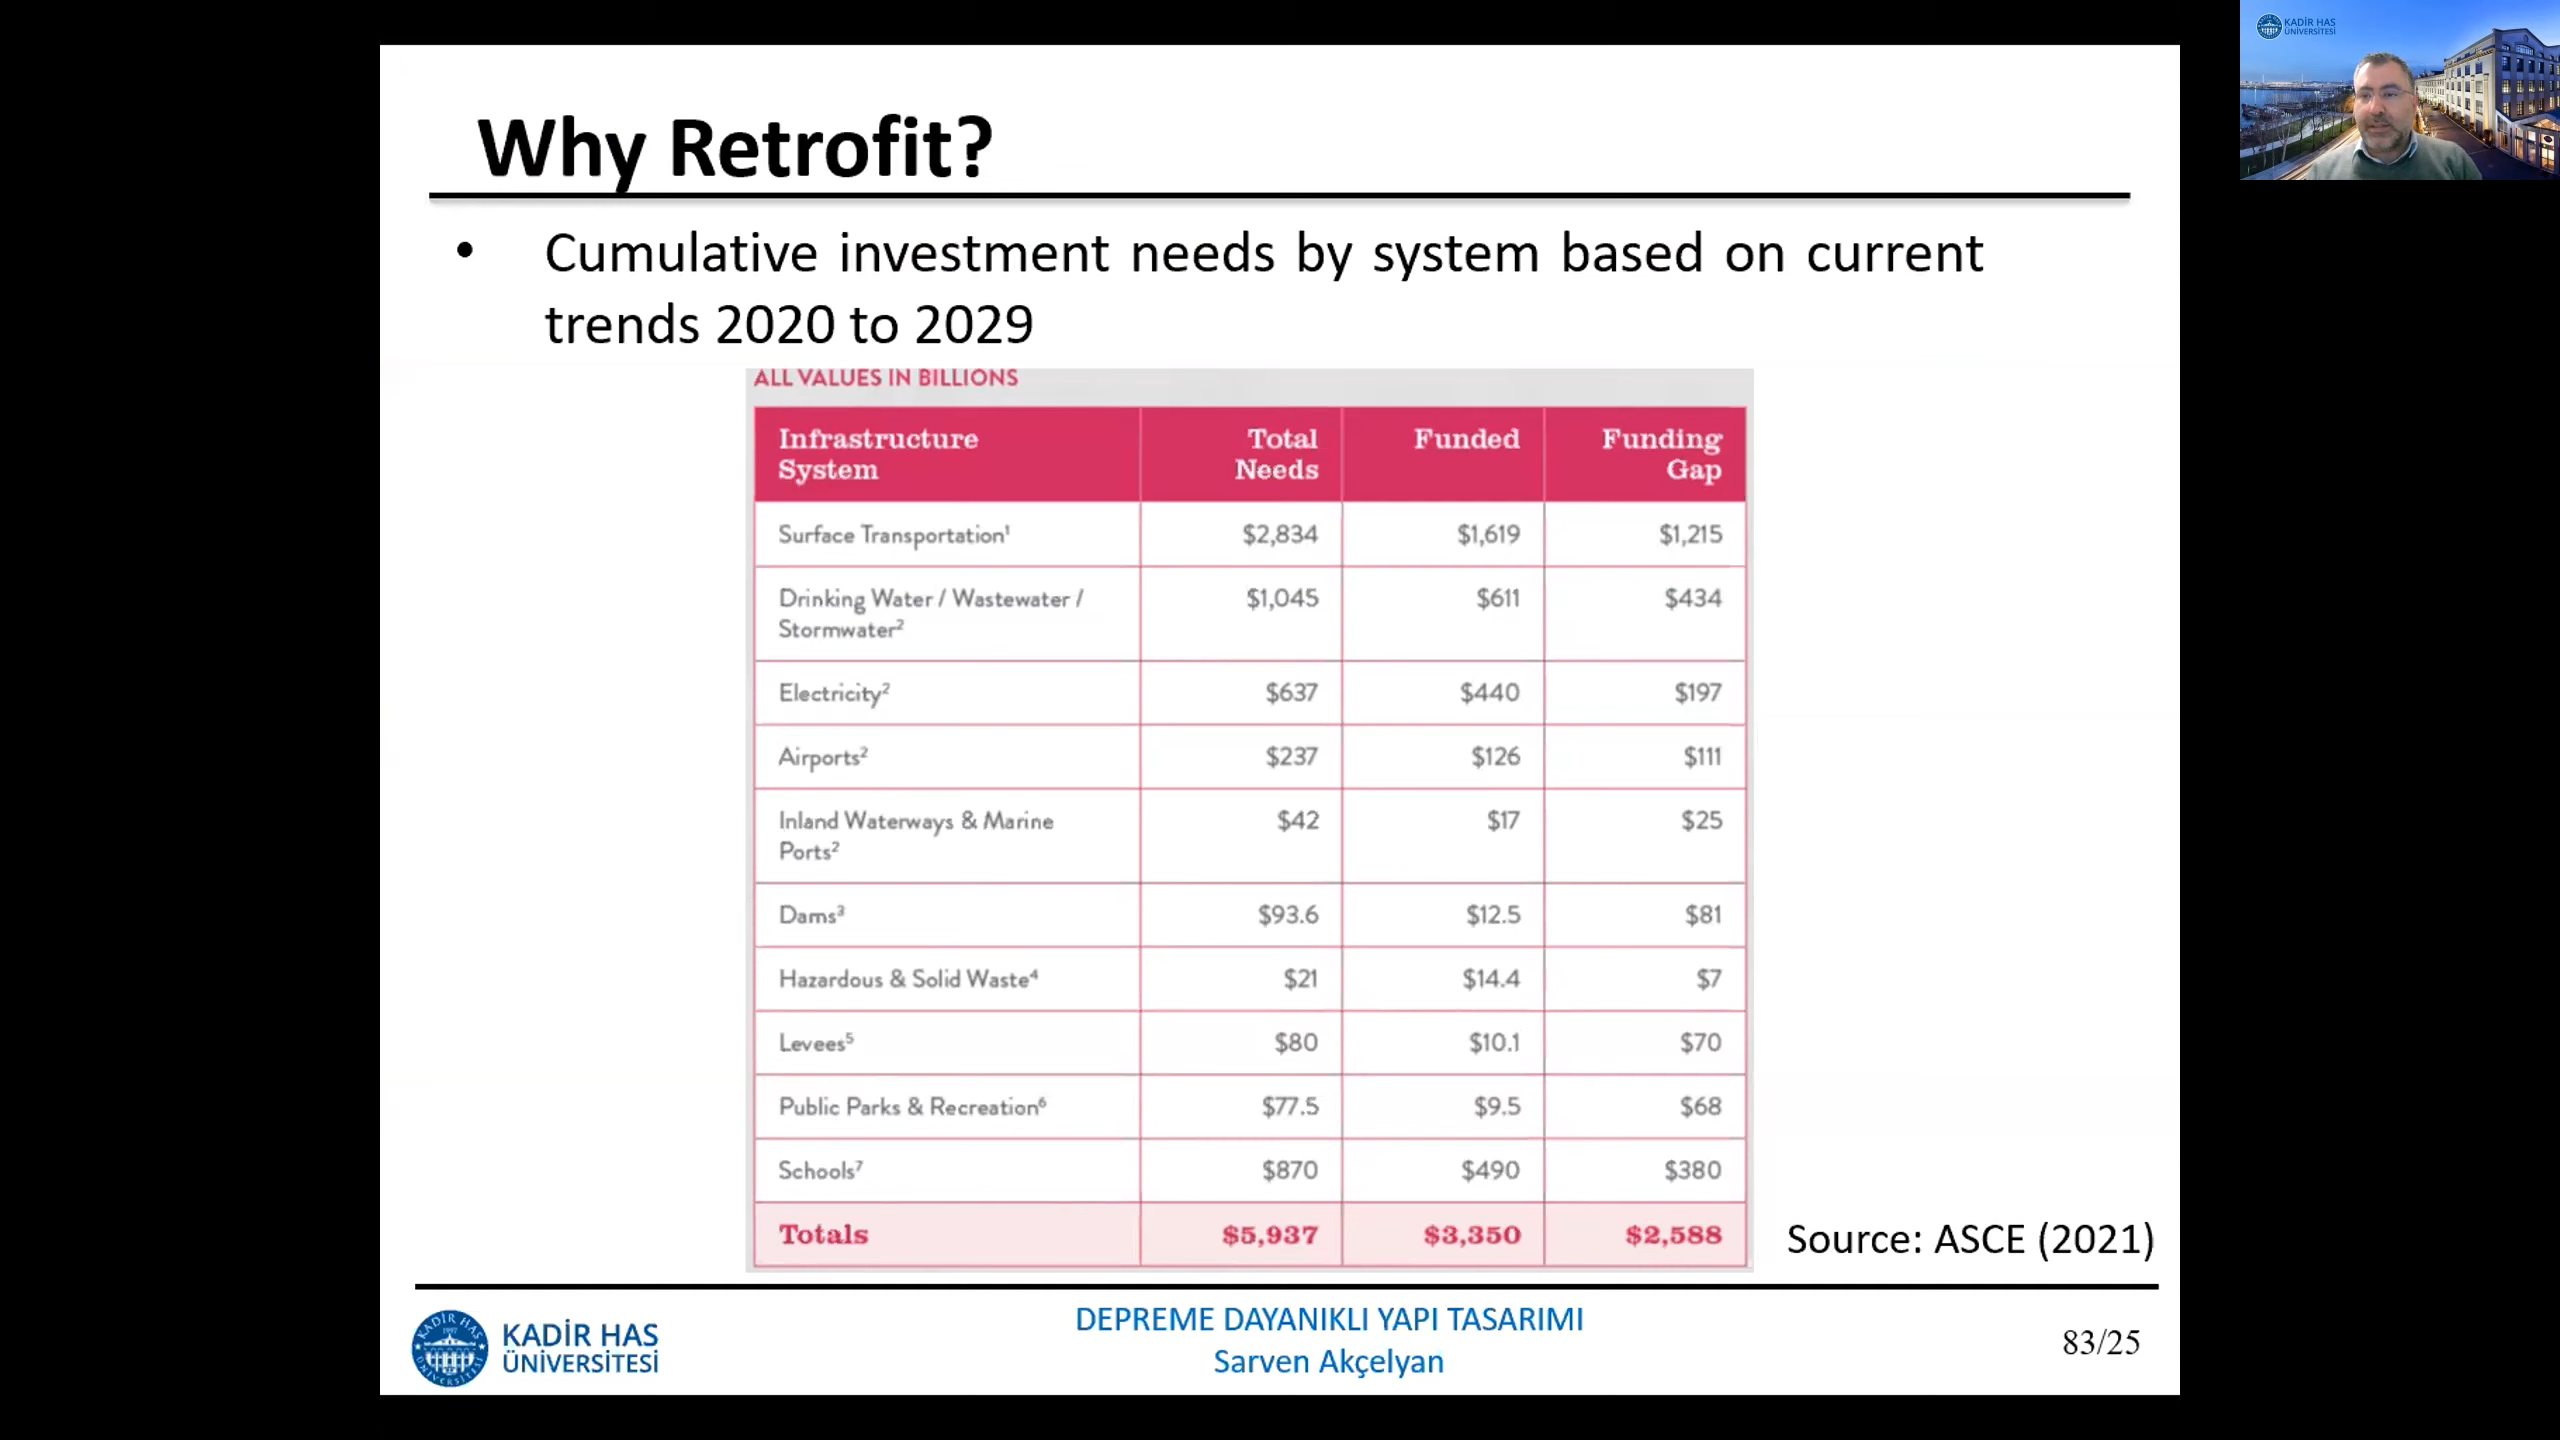 KADİR HAS
ÜNİVERSİTESİ
Why Retrofit?
• Cumulative investment needs by system based on current
trends 2020 to 2029
ALL VALUES IN BILLIONS
Infrastructure System Total Needs Funded Funding Gap
Surface Transportation¹ $2,834 $1,619 $1,215
Drinking Water / Wastewater / Stormwater² $1,045 $611 $434
Electricity² $637 $440 $197
Airports² $237 $126 $111
Inland Waterways & Marine Ports² $42 $17 $25
Dams³ $93.6 $12.5 $81
Hazardous & Solid Waste⁴ $21 $14.4 $7
Levees⁵ $80 $10.1 $70
Public Parks & Recreation⁶ $77.5 $9.5 $68
Schools⁷ $870 $490 $380
Totals $5,937 $3,350 $2,588
Source: ASCE (2021)
KADİR HAS
ÜNİVERSİTESİ
DEPREME DAYANIKLI YAPI TASARIMI
Sarven Akçelyan
83/25